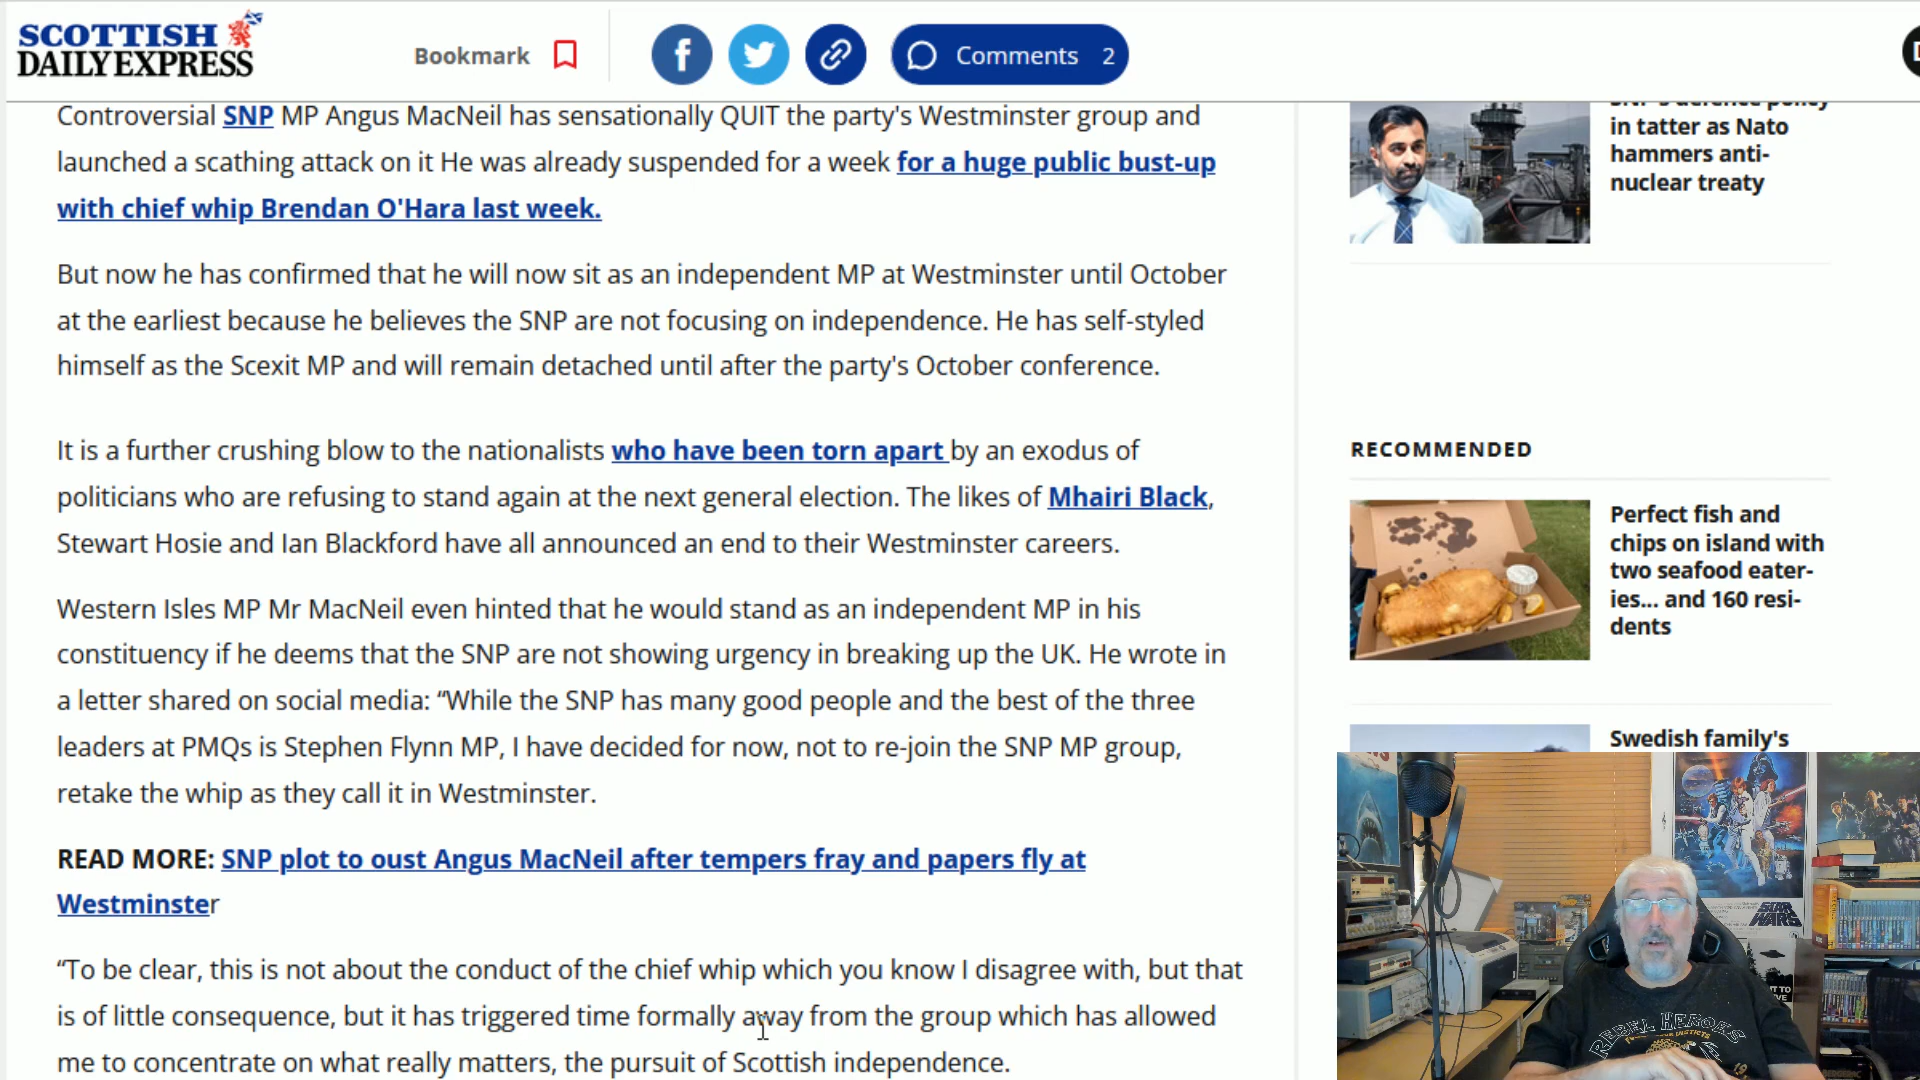 SCOTTISH
DAILY EXPRESS
Bookmark
f
Comments 2
Controversial SNP MP Angus MacNeil has sensationally QUIT the party's Westminster group and
launched a scathing attack on it He was already suspended for a week for a huge public bust-up
with chief whip Brendan O'Hara last week.
But now he has confirmed that he will now sit as an independent MP at Westminster until October
at the earliest because he believes the SNP are not focusing on independence. He has self-styled
himself as the Scexit MP and will remain detached until after the party's October conference.
It is a further crushing blow to the nationalists who have been torn apart by an exodus of
politicians who are refusing to stand again at the next general election. The likes of Mhairi Black,
Stewart Hosie and Ian Blackford have all announced an end to their Westminster careers.
Western Isles MP Mr MacNeil even hinted that he would stand as an independent MP in his
constituency if he deems that the SNP are not showing urgency in breaking up the UK. He wrote in
a letter shared on social media: “While the SNP has many good people and the best of the three
leaders at PMQs is Stephen Flynn MP, I have decided for now, not to re-join the SNP MP group,
retake the whip as they call it in Westminster.
READ MORE: SNP plot to oust Angus MacNeil after tempers fray and papers fly at
Westminster
“To be clear, this is not about the conduct of the chief whip which you know I disagree with, but that
is of little consequence, but it has triggered time formally away from the group which has allowed
me to concentrate on what really matters, the pursuit of Scottish independence.
SNP's defence policy
in tatter as Nato
hammers anti-
nuclear treaty
RECOMMENDED
Perfect fish and
chips on island with
two seafood eater-
ies... and 160 resi-
dents
Swedish family's
STAR
WARS
REBEL HEROES